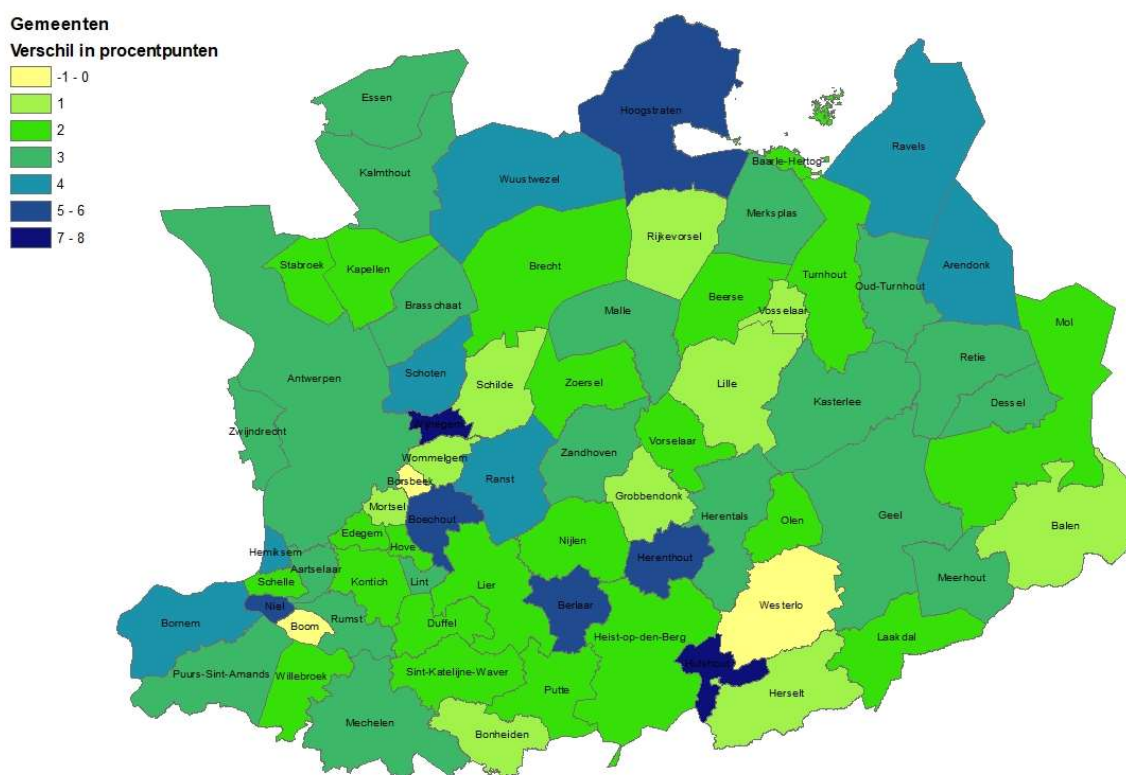 Gemeenten
Verschil in procentpunten
-1 - 0
1
2
3
4
5 - 6
7 - 8
Essen
Hoogstraten
Ravels
Baarle-Hertog
Kalmthout
Wuustwezel
Merksplas
Rijkevorsel
Stabroek
Kapellen
Brecht
Turnhout
Arendonk
Oud-Turnhout
Beerse
Brasschaat
Malle
Vosselaar
Mol
Retie
Antwerpen
Schoten
Schilde
Zoersel
Lille
Kasterlee
Dessel
Wijnegem
Zwijndrecht
Vorselaar
Zandhoven
Wommelgem
Ranst
Borsbeek
Grobbendonk
Mortsel
Herentals
Geel
Boechout
Olen
Balen
Edegem
Nijlen
Hove
Hemiksem
Herenthout
Aartselaar
Meerhout
Schelle
Kontich
Lint
Lier
Niel
Berlaar
Westerlo
Rumst
Bornem
Boom
Duffel
Heist-op-den-Berg
Laakdal
Hulshout
Puurs-Sint-Amands
Willebroek
Sint-Katelijne-Waver
Putte
Herselt
Mechelen
Bonheiden